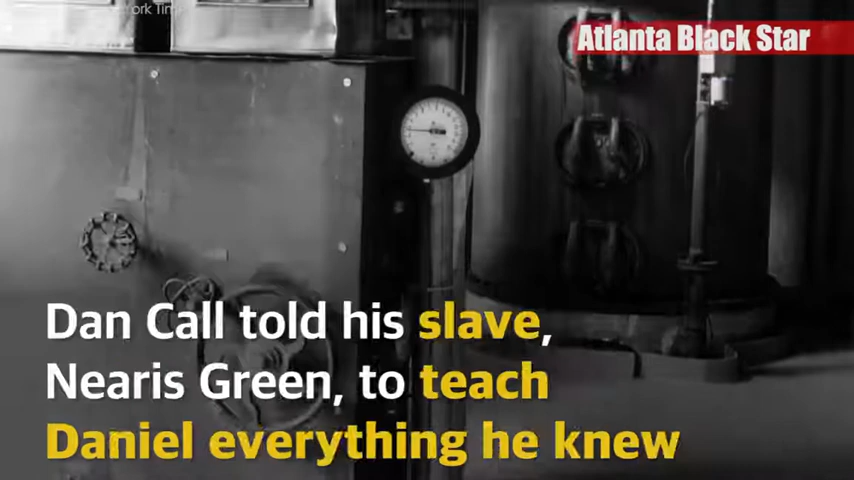 Atlanta Black Star
Dan Call told his slave,
Nearis Green, to teach
Daniel everything he knew